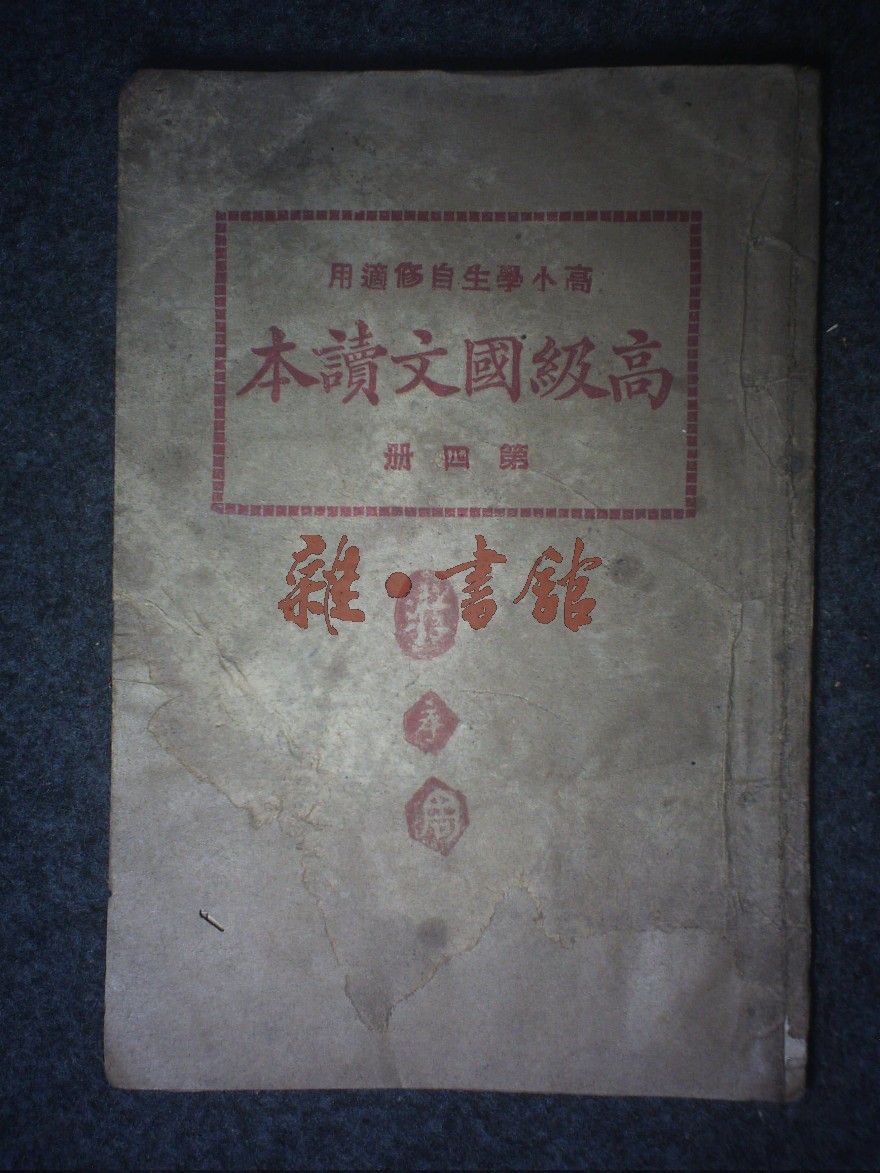 高小學生自修適用
高級國文讀本
第四册
雜·書館